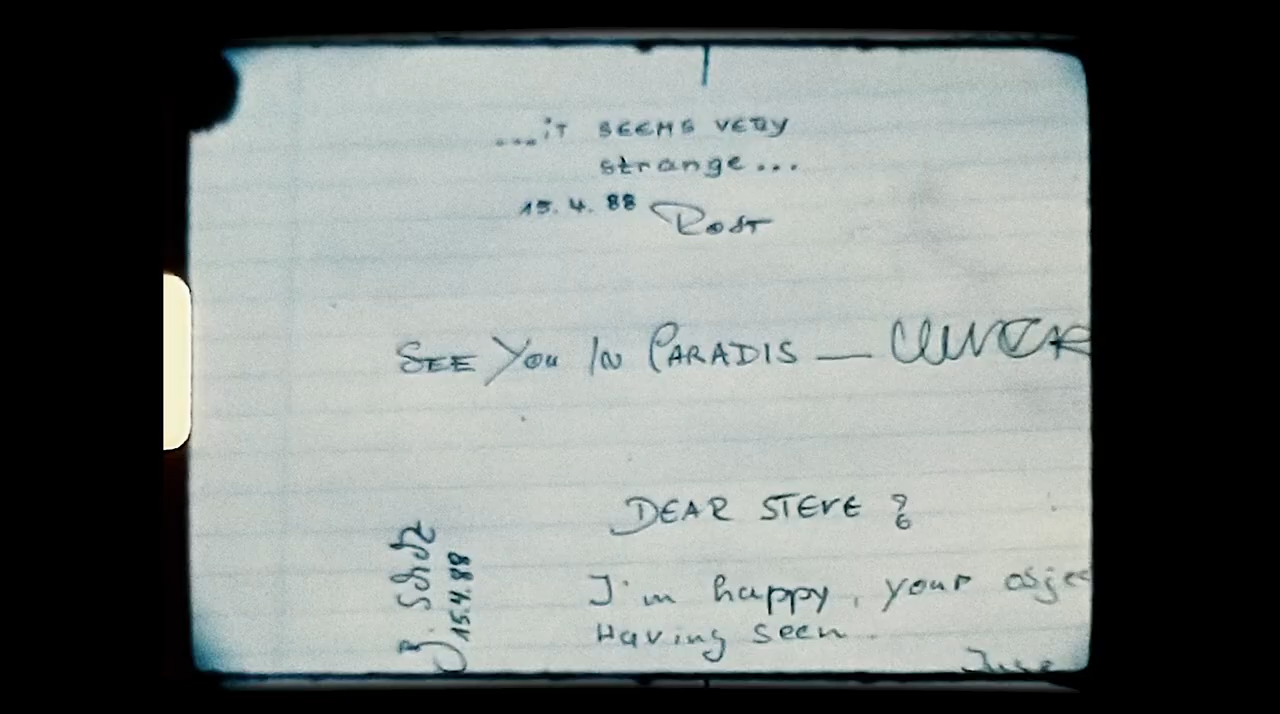 ...iT SEEMS VERY
strange...
15.4.88 Rost
SEE You IN PARADIS —
DEAR STEVE
I'm happy, your
Having seen
15.4.88